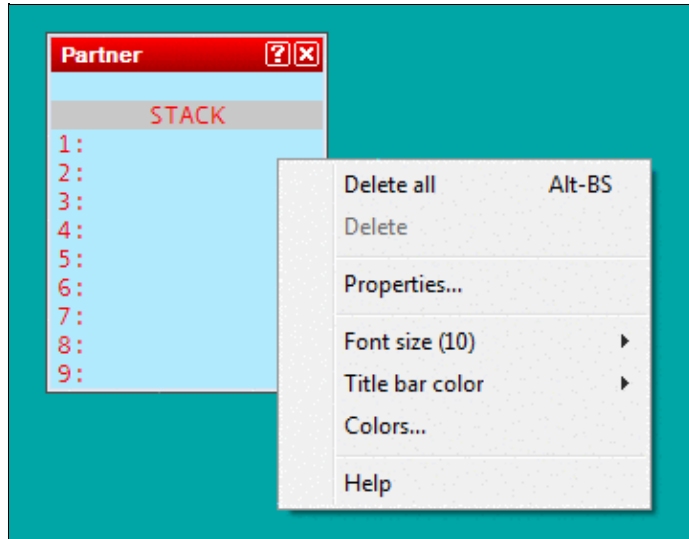 Partner
STACK
1:
2:
3:
4:
5:
6:
7:
8:
9:
Delete all Alt-BS
Delete
Properties...
Font size (10)
Title bar color
Colors...
Help